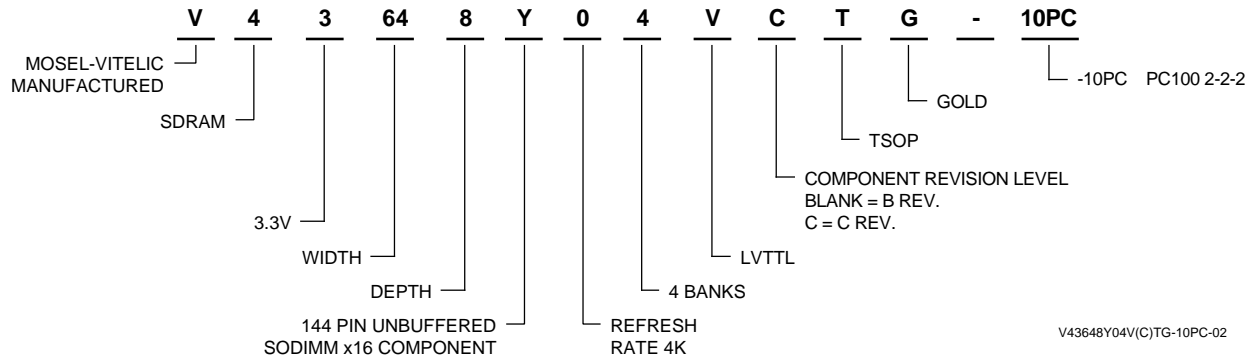 V 4 3 64 8 Y 0 4 V C T G - 10PC
MOSEL-VITELIC
MANUFACTURED
-10PC PC100 2-2-2
GOLD
SDRAM
TSOP
COMPONENT REVISION LEVEL
BLANK = B REV.
C = C REV.
3.3V
WIDTH
LVTTL
DEPTH
4 BANKS
144 PIN UNBUFFERED
SODIMM x16 COMPONENT
REFRESH
RATE 4K
V43648Y04V(C)TG-10PC-02